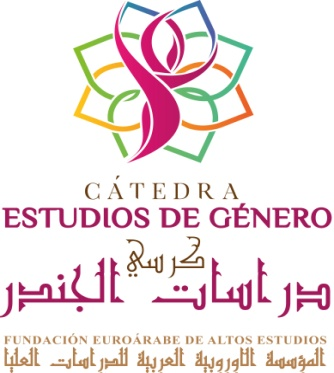 CÁTEDRA
ESTUDIOS DE GÉNERO
كرسي
دراسات الجندر
FUNDACIÓN EUROÁRABE DE ALTOS ESTUDIOS
المؤسسة الأوروبية العربية للدراسات العليا